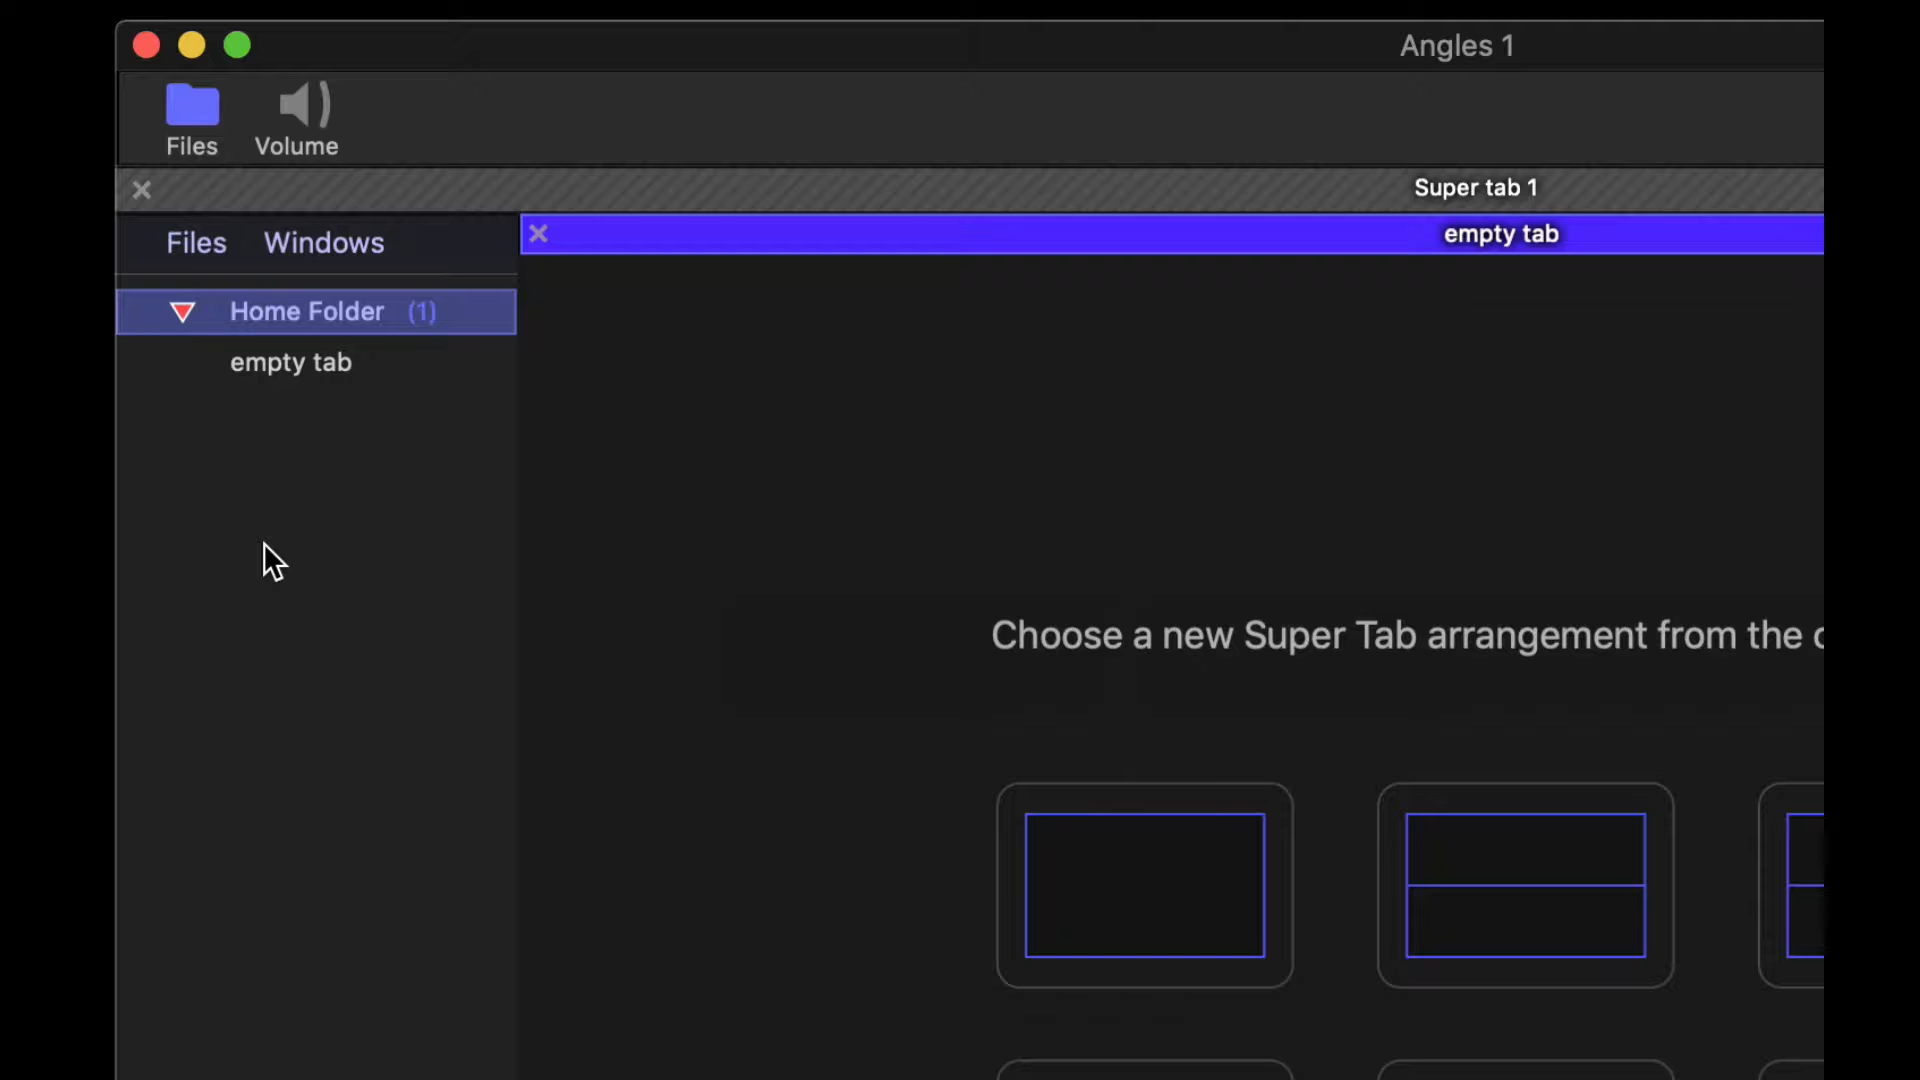 Angles 1
Files Volume
Super tab 1
Files Windows
empty tab
Home Folder (1)
empty tab
Choose a new Super Tab arrangement from the